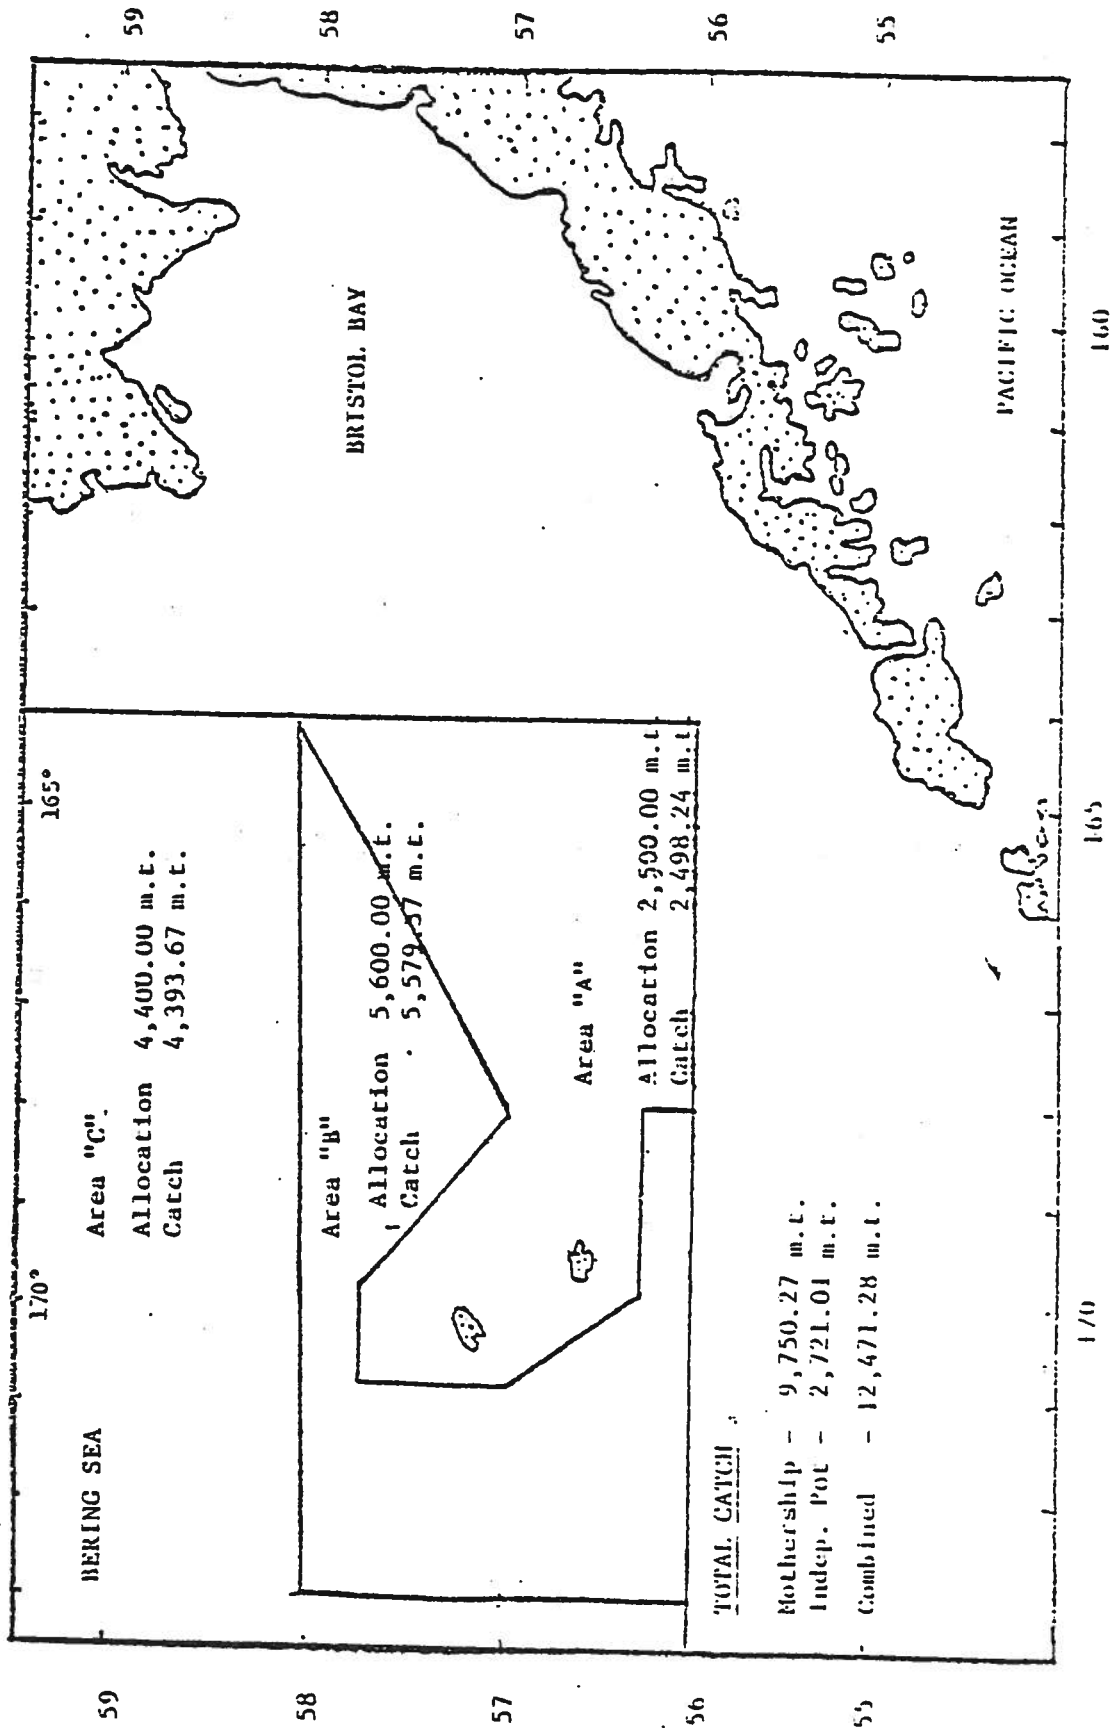 170° 165°
BERING SEA
59 59
Area "C"
Allocation 4,400.00 m.t.
Catch 4,393.67 m.t.
58 58
Area "B"
Allocation 5,600.00 m.t.
Catch 5,579.37 m.t.
BRISTOL BAY
57 57
Area "A"
Allocation 2,500.00 m.t
Catch 2,498.24 m.t
56 56
TOTAL CATCH
Mothership - 9,750.27 m.t.
Indep. Pot - 2,721.01 m.t.
Combined - 12,471.28 m.t.
55 55
PACIFIC OCEAN
170 165 160